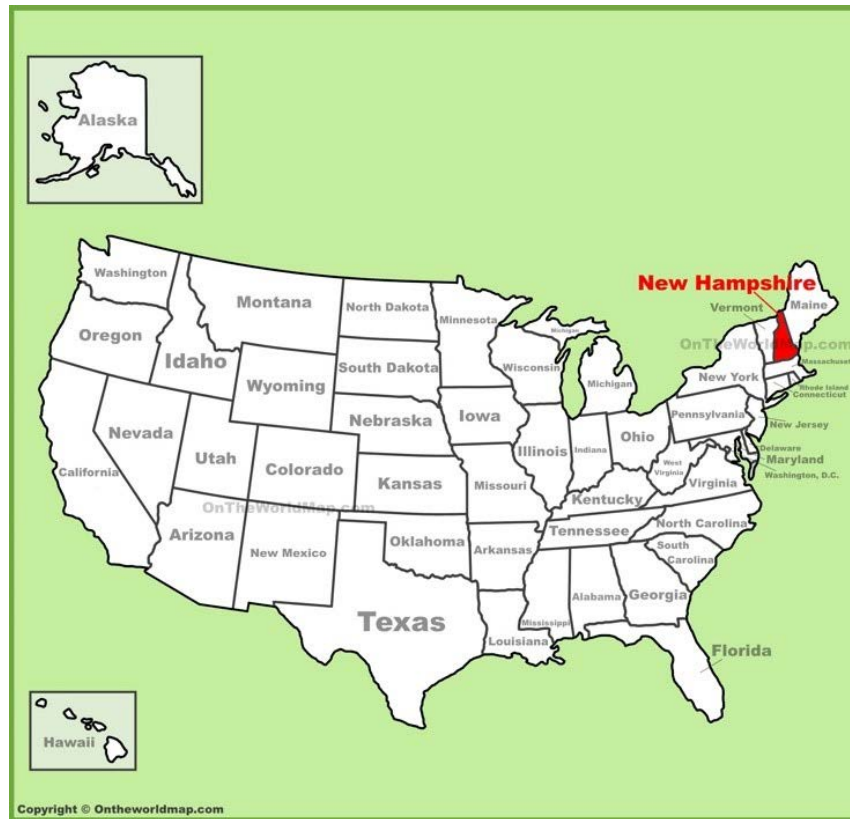 Alaska
New Hampshire
Washington
Montana
North Dakota
Minnesota
Michigan
Vermont
Maine
Oregon
Idaho
South Dakota
Wisconsin
Michigan
OnTheWorldMap.com
Massachuset
Wyoming
New York
Rhode Island
Connecticut
Nebraska
Iowa
Pennsylvania
New Jersey
Nevada
Utah
Colorado
Illinois
Indiana
Ohio
Delaware
Maryland
Washington, D.C.
California
Kansas
Missouri
West
Virginia
Virginia
Kentucky
OnTheWorldMap.com
Arizona
New Mexico
Oklahoma
Arkansas
Tennessee
North Carolina
South
Carolina
Texas
Mississippi
Alabama
Georgia
Louisiana
Florida
Hawaii
Copyright © Ontheworldmap.com